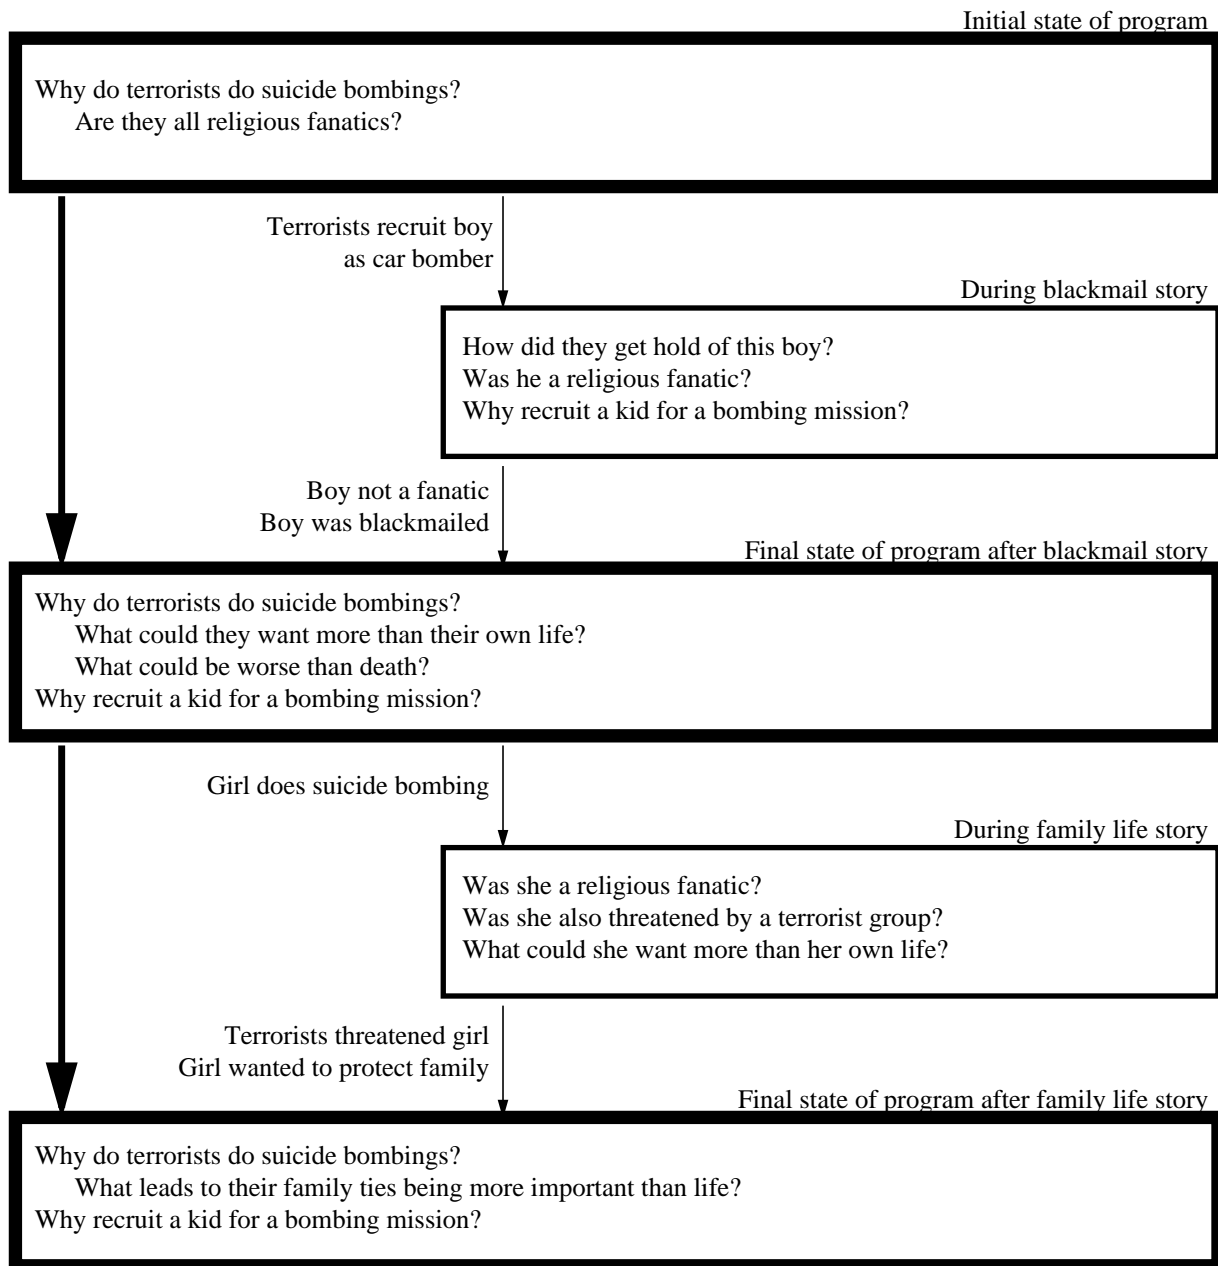 Initial state of program
Why do terrorists do suicide bombings?
Are they all religious fanatics?
Terrorists recruit boy
as car bomber
During blackmail story
How did they get hold of this boy?
Was he a religious fanatic?
Why recruit a kid for a bombing mission?
Boy not a fanatic
Boy was blackmailed
Final state of program after blackmail story
Why do terrorists do suicide bombings?
What could they want more than their own life?
What could be worse than death?
Why recruit a kid for a bombing mission?
Girl does suicide bombing
During family life story
Was she a religious fanatic?
Was she also threatened by a terrorist group?
What could she want more than her own life?
Terrorists threatened girl
Girl wanted to protect family
Final state of program after family life story
Why do terrorists do suicide bombings?
What leads to their family ties being more important than life?
Why recruit a kid for a bombing mission?